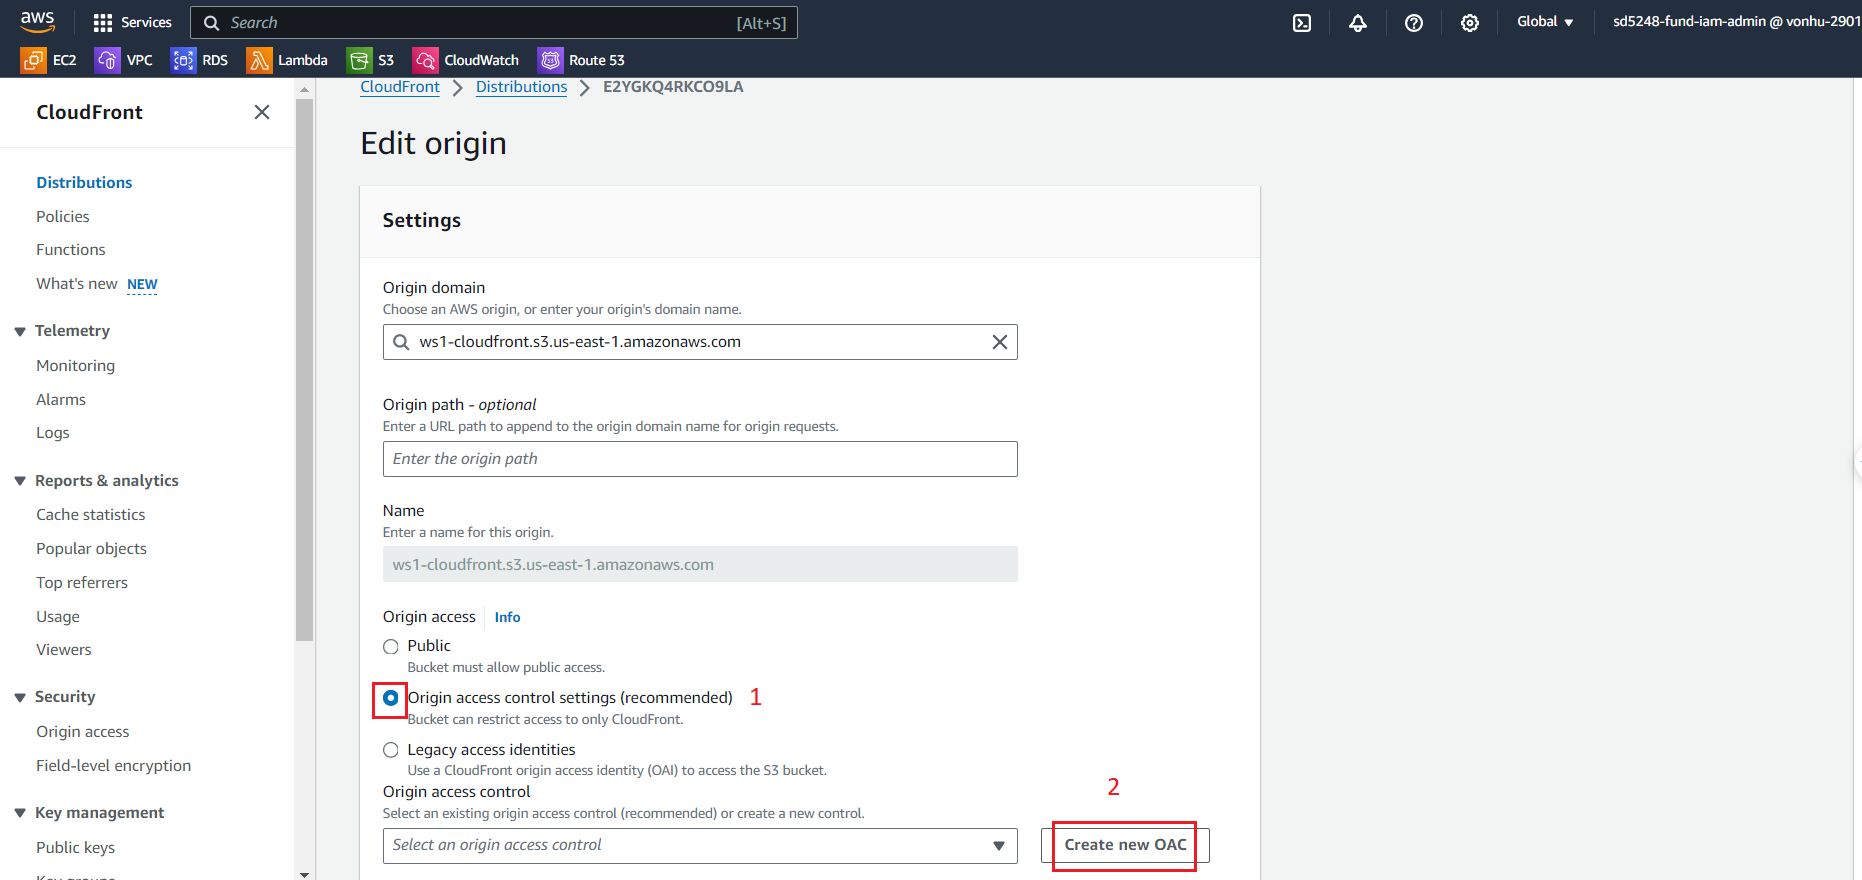 aws Services Search [Alt+S] Global sd5248-fund-iam-admin @ vonhu-2901
EC2 VPC RDS Lambda S3 CloudWatch Route 53
CloudFront
Distributions
Policies
Functions
What's new NEW
Telemetry
Monitoring
Alarms
Logs
Reports & analytics
Cache statistics
Popular objects
Top referrers
Usage
Viewers
Security
Origin access
Field-level encryption
Key management
Public keys
CloudFront Distributions E2YGKQ4RKCO9LA
Edit origin
Settings
Origin domain
Choose an AWS origin, or enter your origin's domain name.
ws1-cloudfront.s3.us-east-1.amazonaws.com
Origin path - optional
Enter a URL path to append to the origin domain name for origin requests.
Enter the origin path
Name
Enter a name for this origin.
ws1-cloudfront.s3.us-east-1.amazonaws.com
Origin access Info
Public
Bucket must allow public access.
Origin access control settings (recommended) 1
Bucket can restrict access to only CloudFront.
Legacy access identities
Use a CloudFront origin access identity (OAI) to access the S3 bucket.
Origin access control
2
Select an existing origin access control (recommended) or create a new control.
Select an origin access control Create new OAC